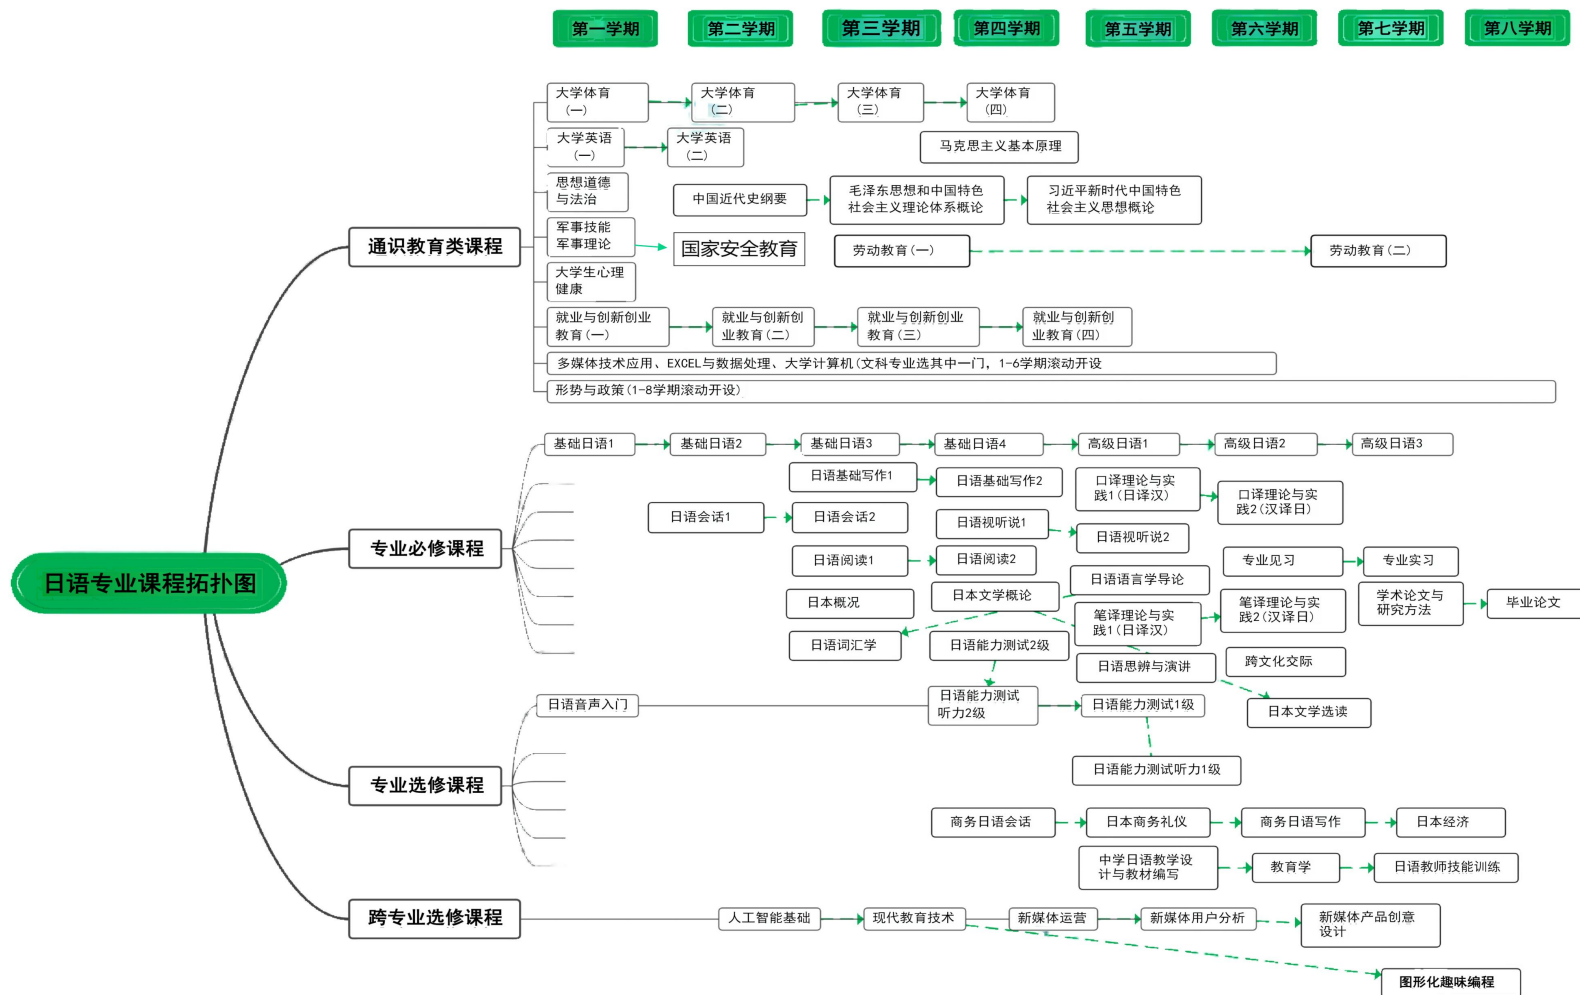 第一学期
第二学期
第三学期
第四学期
第五学期
第六学期
第七学期
第八学期
日语专业课程拓扑图
通识教育类课程
大学体育
(一)
大学体育
(二)
大学体育
(三)
大学体育
(四)
大学英语
(一)
大学英语
(二)
马克思主义基本原理
思想道德
与法治
中国近代史纲要
毛泽东思想和中国特色
社会主义理论体系概论
习近平新时代中国特色
社会主义思想概论
军事技能
军事理论
国家安全教育
劳动教育(一)
劳动教育(二)
大学生心理
健康
就业与创新创业
教育(一)
就业与创新创
业教育(二)
就业与创新创业
教育(三)
就业与创新创
业教育(四)
多媒体技术应用、EXCEL与数据处理、大学计算机(文科专业选其中一门, 1-6学期滚动开设
形势与政策(1-8学期滚动开设)
专业必修课程
基础日语1
基础日语2
基础日语3
基础日语4
高级日语1
高级日语2
高级日语3
日语基础写作1
日语基础写作2
口译理论与实
践1(日译汉)
口译理论与实
践2(汉译日)
日语会话1
日语会话2
日语视听说1
日语视听说2
日语阅读1
日语阅读2
专业见习
专业实习
日本概况
日本文学概论
日语语言学导论
笔译理论与实
践1(日译汉)
笔译理论与实
践2(汉译日)
学术论文与
研究方法
毕业论文
日语词汇学
日语能力测试2级
日语思辨与演讲
跨文化交际
专业选修课程
日语音声入门
日语能力测试
听力2级
日语能力测试1级
日本文学选读
日语能力测试听力1级
商务日语会话
日本商务礼仪
商务日语写作
日本经济
中学日语教学设
计与教材编写
教育学
日语教师技能训练
跨专业选修课程
人工智能基础
现代教育技术
新媒体运营
新媒体用户分析
新媒体产品创意
设计
图形化趣味编程